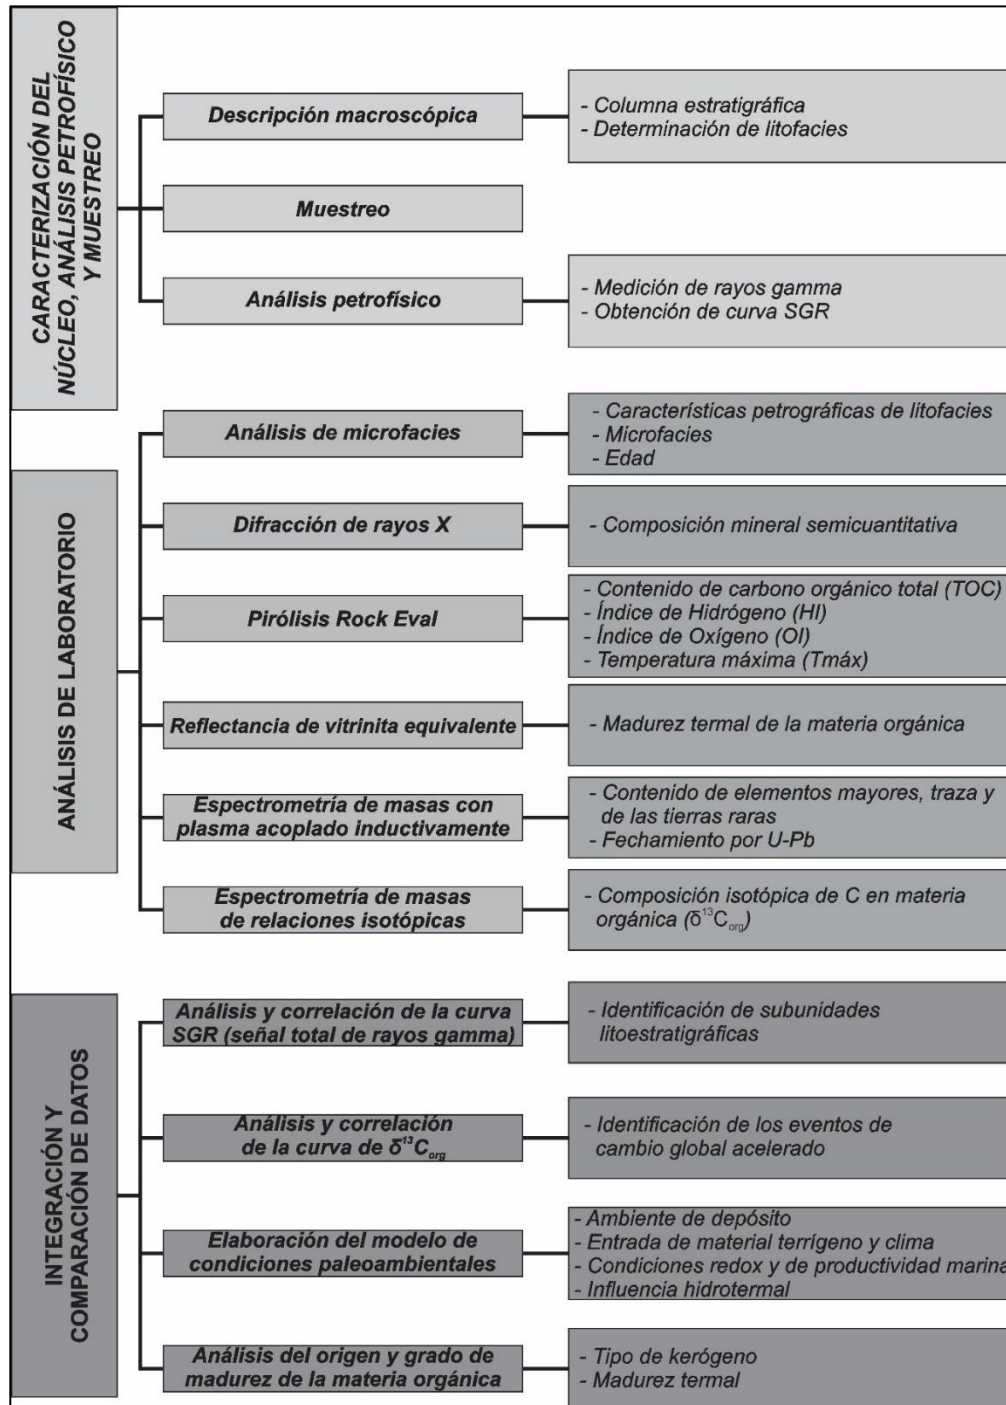 CARACTERIZACIÓN DEL
NÚCLEO, ANÁLISIS PETROFÍSICO
Y MUESTREO
Descripción macroscópica
- Columna estratigráfica
- Determinación de litofacies
Muestreo
Análisis petrofísico
- Medición de rayos gamma
- Obtención de curva SGR
ANÁLISIS DE LABORATORIO
Análisis de microfacies
- Características petrográficas de litofacies
- Microfacies
- Edad
Difracción de rayos X
- Composición mineral semicuantitativa
Pirólisis Rock Eval
- Contenido de carbono orgánico total (TOC)
- Índice de Hidrógeno (HI)
- Índice de Oxígeno (OI)
- Temperatura máxima (Tmáx)
Reflectancia de vitrinita equivalente
- Madurez termal de la materia orgánica
Espectrometría de masas con
plasma acoplado inductivamente
- Contenido de elementos mayores, traza y
de las tierras raras
- Fechamiento por U-Pb
Espectrometría de masas
de relaciones isotópicas
- Composición isotópica de C en materia
orgánica (δ¹³C_org)
INTEGRACIÓN Y
COMPARACIÓN DE DATOS
Análisis y correlación de la curva
SGR (señal total de rayos gamma)
- Identificación de subunidades
litoestratigráficas
Análisis y correlación
de la curva de δ¹³C_org
- Identificación de los eventos de
cambio global acelerado
Elaboración del modelo de
condiciones paleoambientales
- Ambiente de depósito
- Entrada de material terrígeno y clima
- Condiciones redox y de productividad marina
- Influencia hidrotermal
Análisis del origen y grado de
madurez de la materia orgánica
- Tipo de kerógeno
- Madurez termal